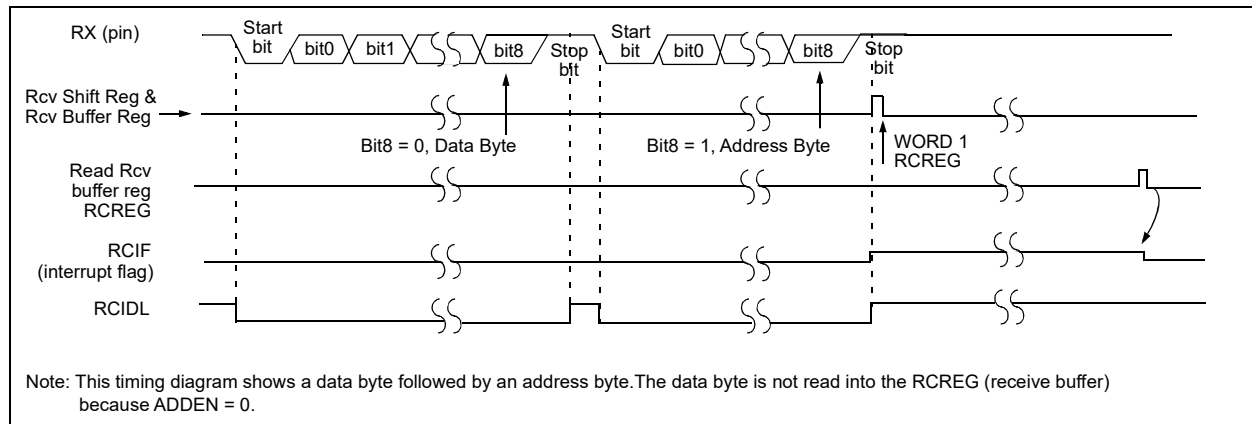 RX (pin)
Start
bit
bit0
bit1
bit8
Stop
bit
Start
bit
bit0
bit8
Stop
bit
Rcv Shift Reg &
Rcv Buffer Reg
Bit8 = 0, Data Byte
Bit8 = 1, Address Byte
WORD 1
RCREG
Read Rcv
buffer reg
RCREG
RCIF
(interrupt flag)
RCIDL
Note: This timing diagram shows a data byte followed by an address byte.The data byte is not read into the RCREG (receive buffer)
because ADDEN = 0.